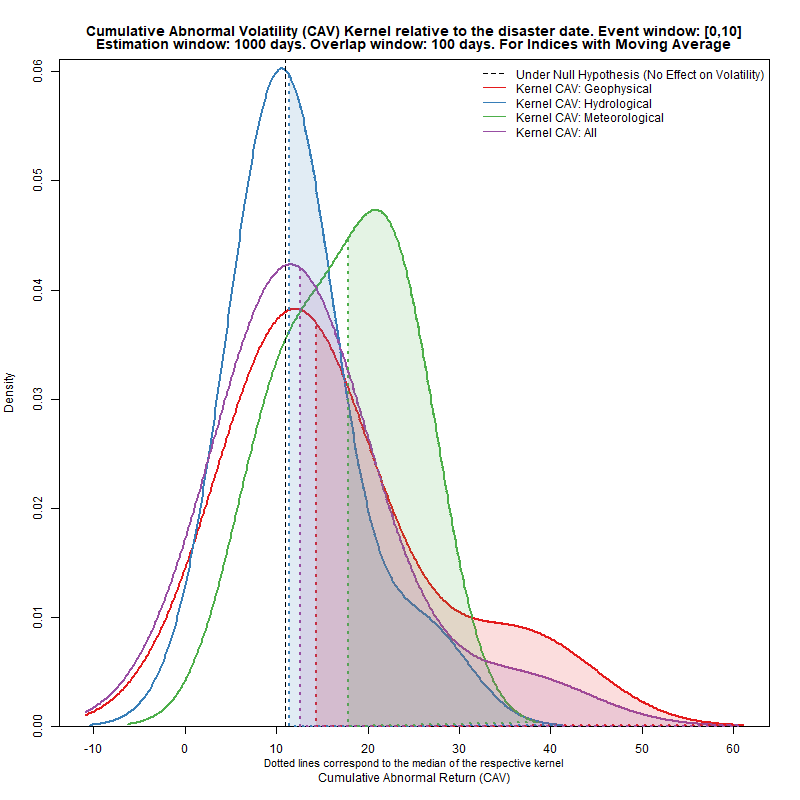 Cumulative Abnormal Volatility (CAV) Kernel relative to the disaster date. Event window: [0,10]
Estimation window: 1000 days. Overlap window: 100 days. For Indices with Moving Average
Under Null Hypothesis (No Effect on Volatility)
Kernel CAV: Geophysical
Kernel CAV: Hydrological
Kernel CAV: Meteorological
Kernel CAV: All
Density
0.06
0.05
0.04
0.03
0.02
0.01
0.00
-10 0 10 20 30 40 50 60
Dotted lines correspond to the median of the respective kernel
Cumulative Abnormal Return (CAV)